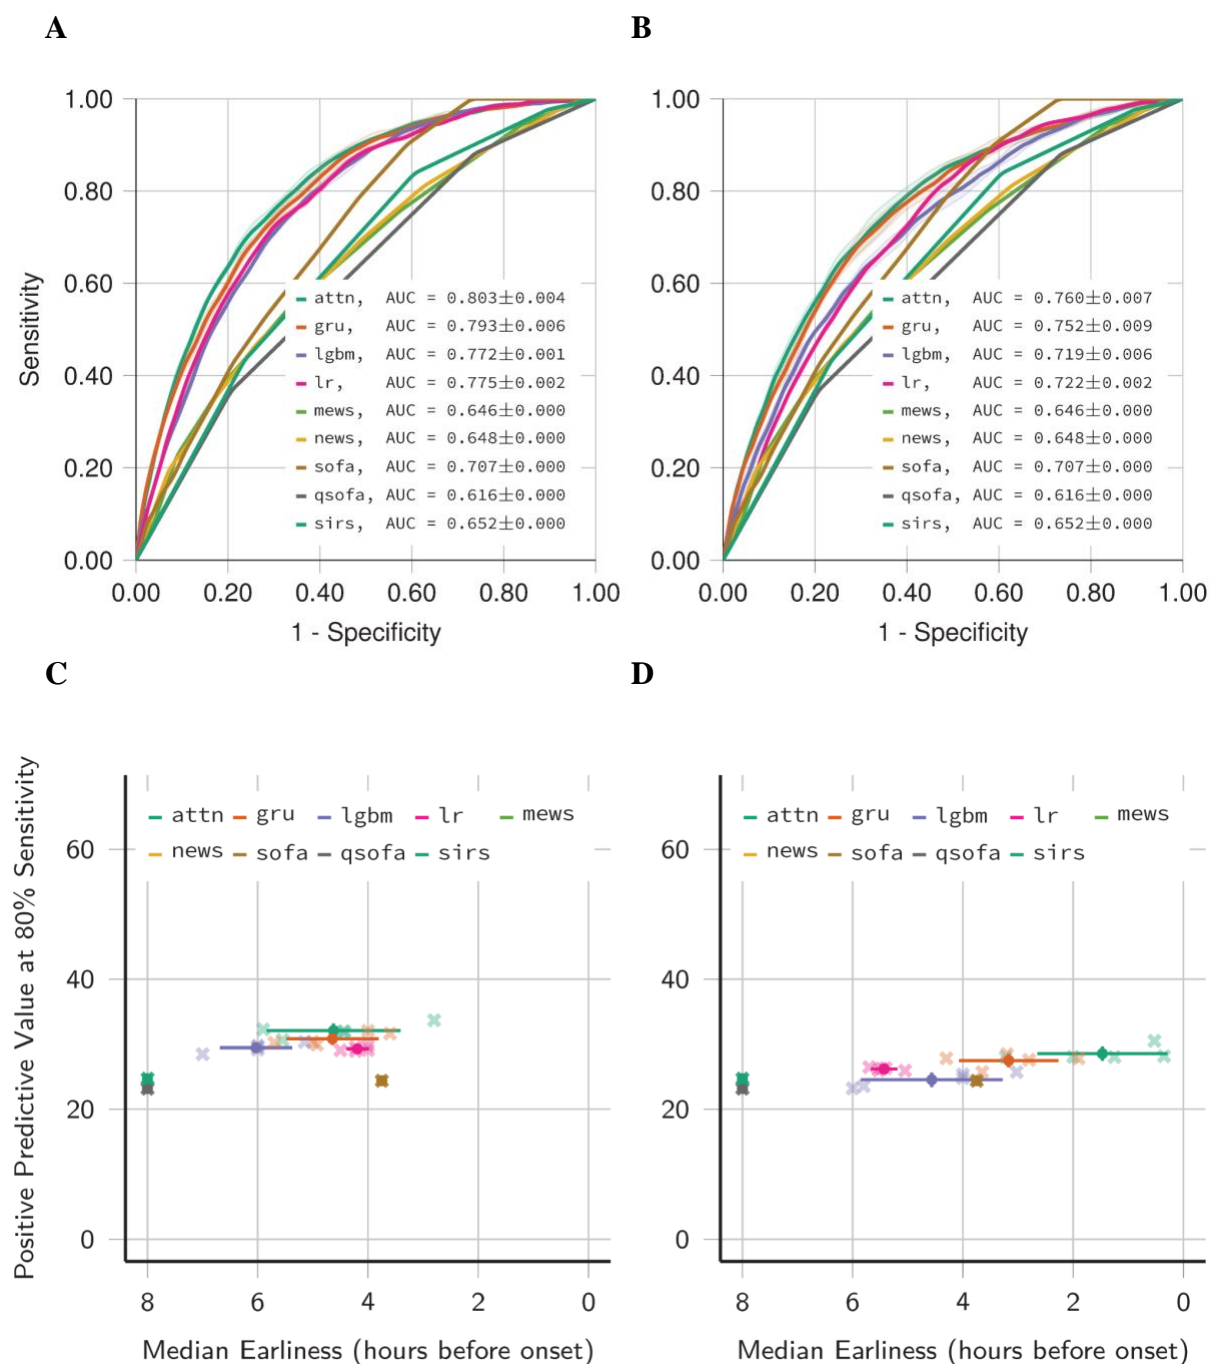 A
B
Sensitivity
1.00
0.80
0.60
0.40
0.20
0.00
attn, AUC = 0.803±0.004
gru, AUC = 0.793±0.006
lgbm, AUC = 0.772±0.001
lr, AUC = 0.775±0.002
mews, AUC = 0.646±0.000
news, AUC = 0.648±0.000
sofa, AUC = 0.707±0.000
qsofa, AUC = 0.616±0.000
sirs, AUC = 0.652±0.000
0.00 0.20 0.40 0.60 0.80 1.00
1 - Specificity
1.00
0.80
0.60
0.40
0.20
0.00
attn, AUC = 0.760±0.007
gru, AUC = 0.752±0.009
lgbm, AUC = 0.719±0.006
lr, AUC = 0.722±0.002
mews, AUC = 0.646±0.000
news, AUC = 0.648±0.000
sofa, AUC = 0.707±0.000
qsofa, AUC = 0.616±0.000
sirs, AUC = 0.652±0.000
0.00 0.20 0.40 0.60 0.80 1.00
1 - Specificity
C
D
Positive Predictive Value at 80% Sensitivity
attn gru lgbm lr mews
news sofa qsofa sirs
60
40
20
0
8 6 4 2 0
Median Earliness (hours before onset)
attn gru lgbm lr mews
news sofa qsofa sirs
60
40
20
0
8 6 4 2 0
Median Earliness (hours before onset)